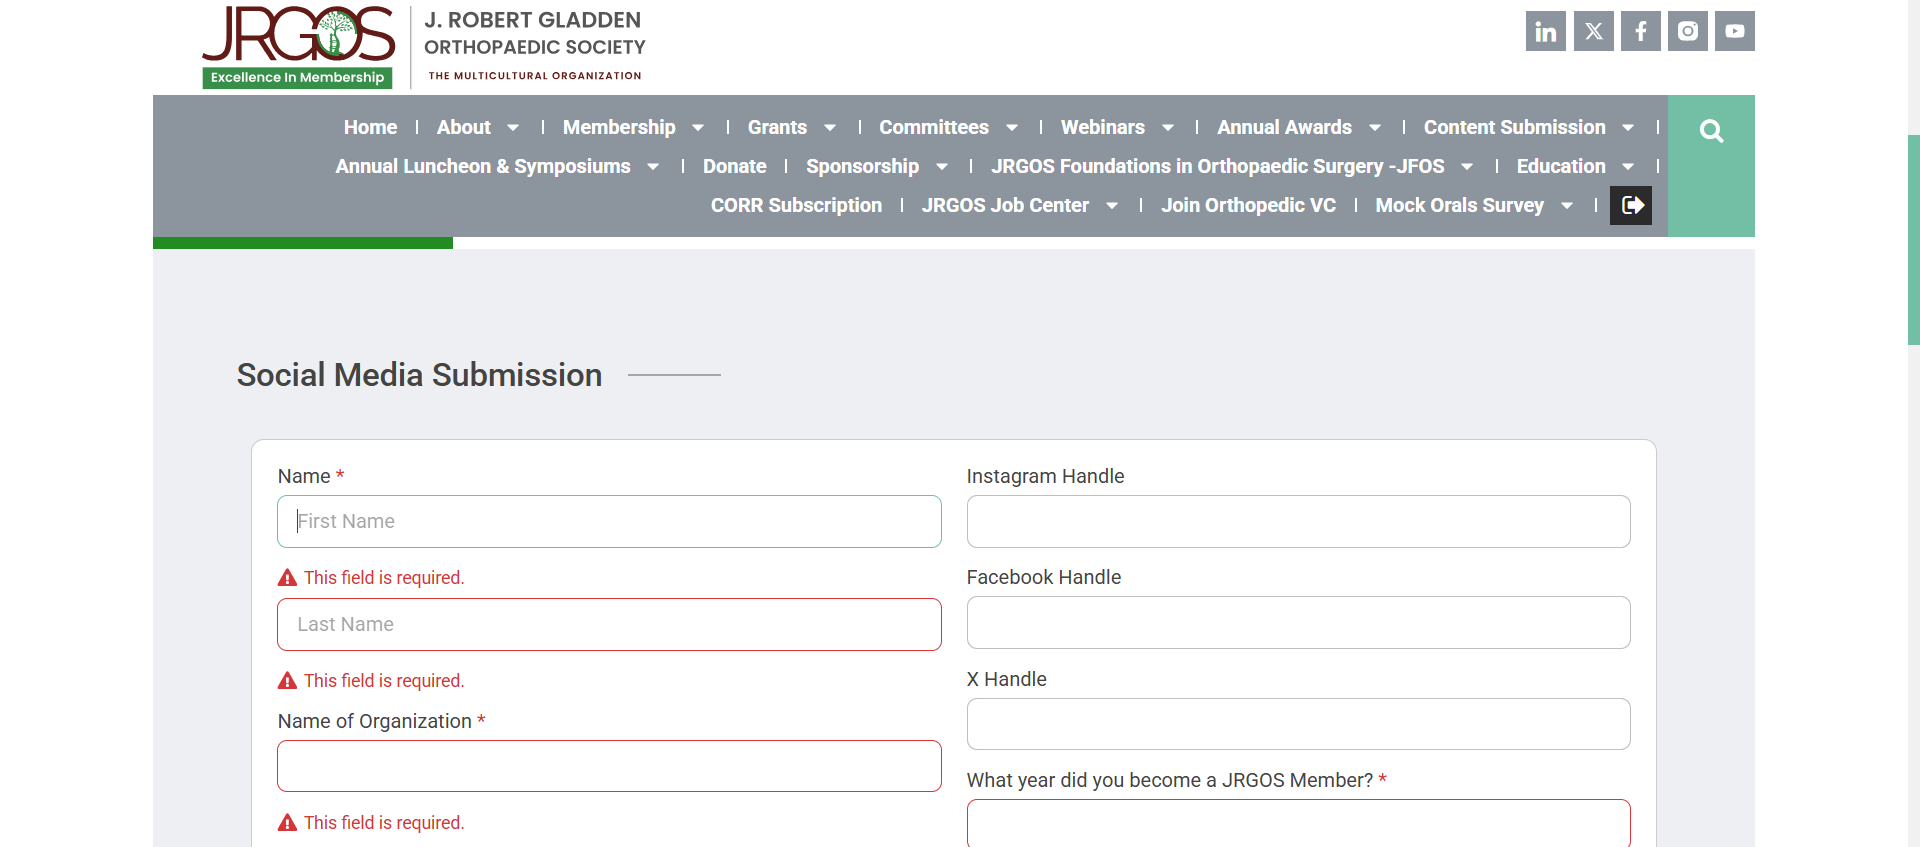 JRGOS
Excellence In Membership
J. ROBERT GLADDEN
ORTHOPAEDIC SOCIETY
THE MULTICULTURAL ORGANIZATION
Home | About | Membership | Grants | Committees | Webinars | Annual Awards | Content Submission |
Annual Luncheon & Symposiums | Donate | Sponsorship | JRGOS Foundations in Orthopaedic Surgery -JFOS | Education |
CORR Subscription | JRGOS Job Center | Join Orthopedic VC | Mock Orals Survey |
Social Media Submission
Name *
First Name
This field is required.
Last Name
This field is required.
Name of Organization *
This field is required.
Instagram Handle
Facebook Handle
X Handle
What year did you become a JRGOS Member? *